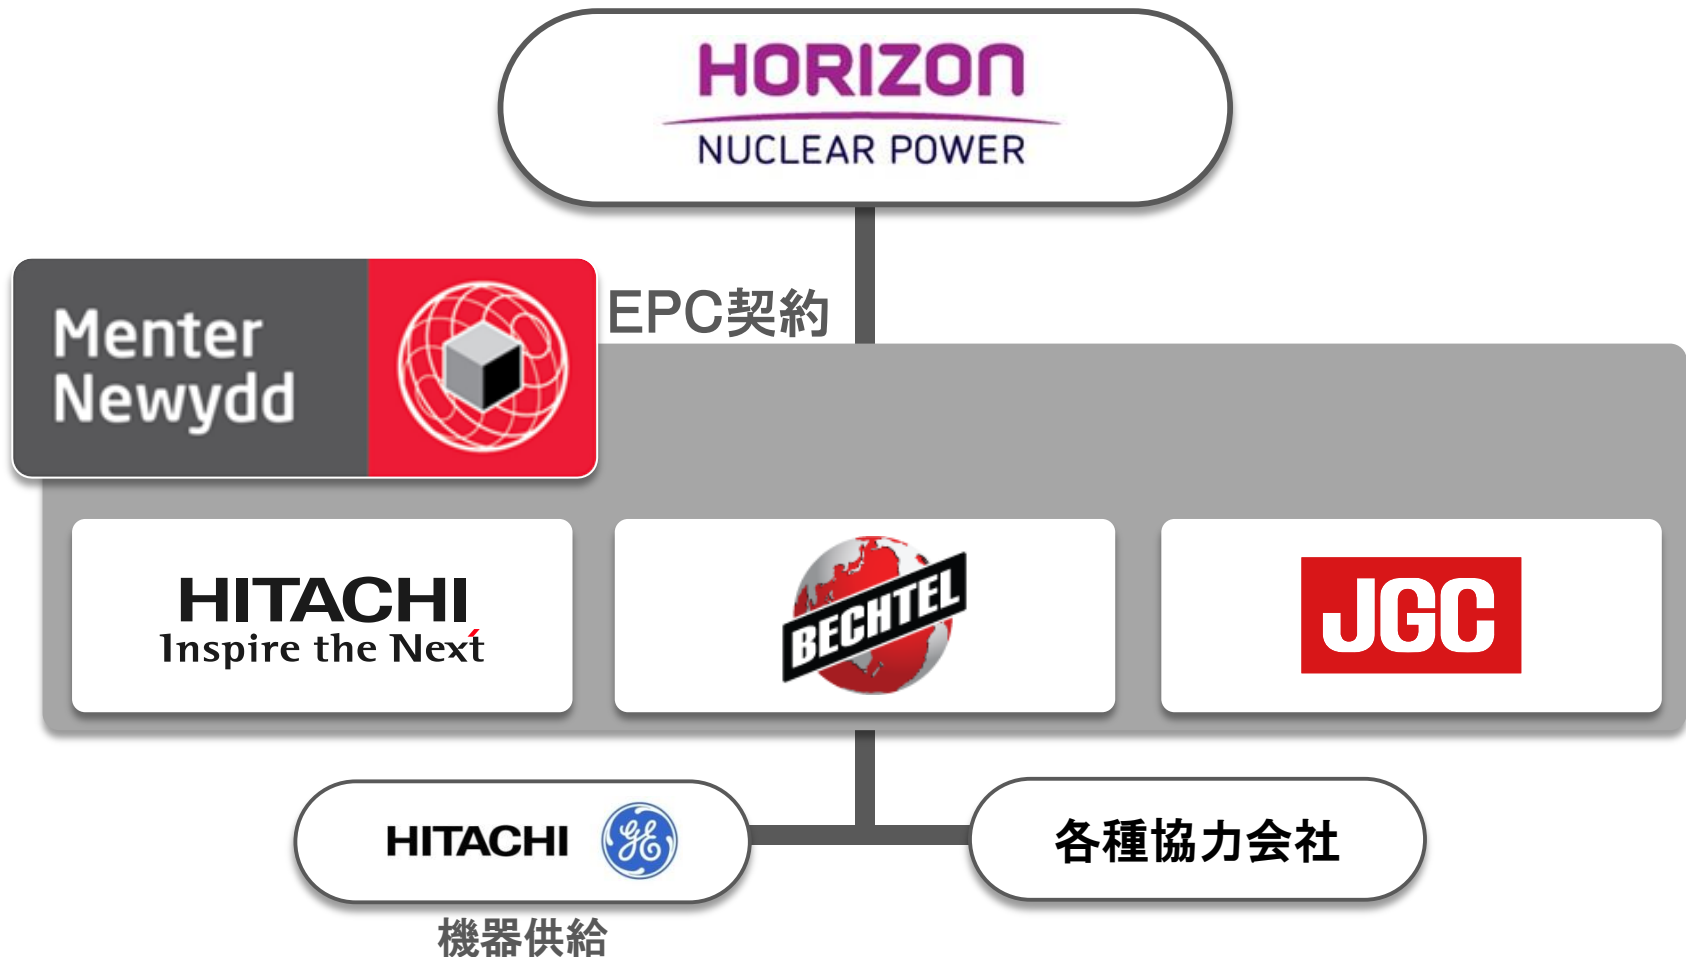 HORIZON
NUCLEAR POWER
Menter
Newydd
EPC契約
HITACHI
Inspire the Next
BECHTEL
JGC
HITACHI
GE
各種協力会社
機器供給